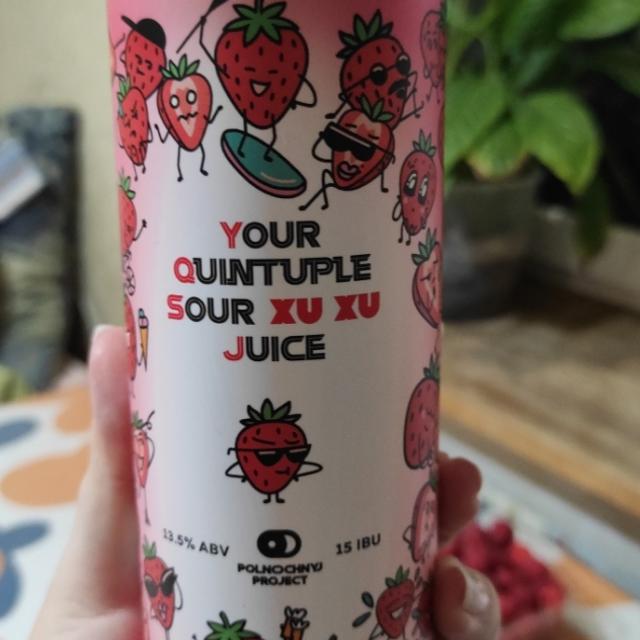 YOUR
QUINTUPLE
SOUR XU XU
JUICE
13.5% ABV
15 IBU
POLNOCHNYJ
PROJECT